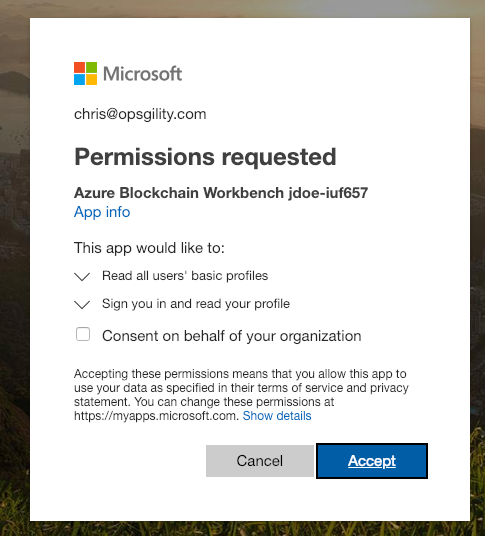 Microsoft
chris@opsgility.com
Permissions requested
Azure Blockchain Workbench jdoe-iuf657
App info
This app would like to:
Read all users' basic profiles
Sign you in and read your profile
Consent on behalf of your organization
Accepting these permissions means that you allow this app to
use your data as specified in their terms of service and privacy
statement. You can change these permissions at
https://myapps.microsoft.com. Show details
Cancel
Accept